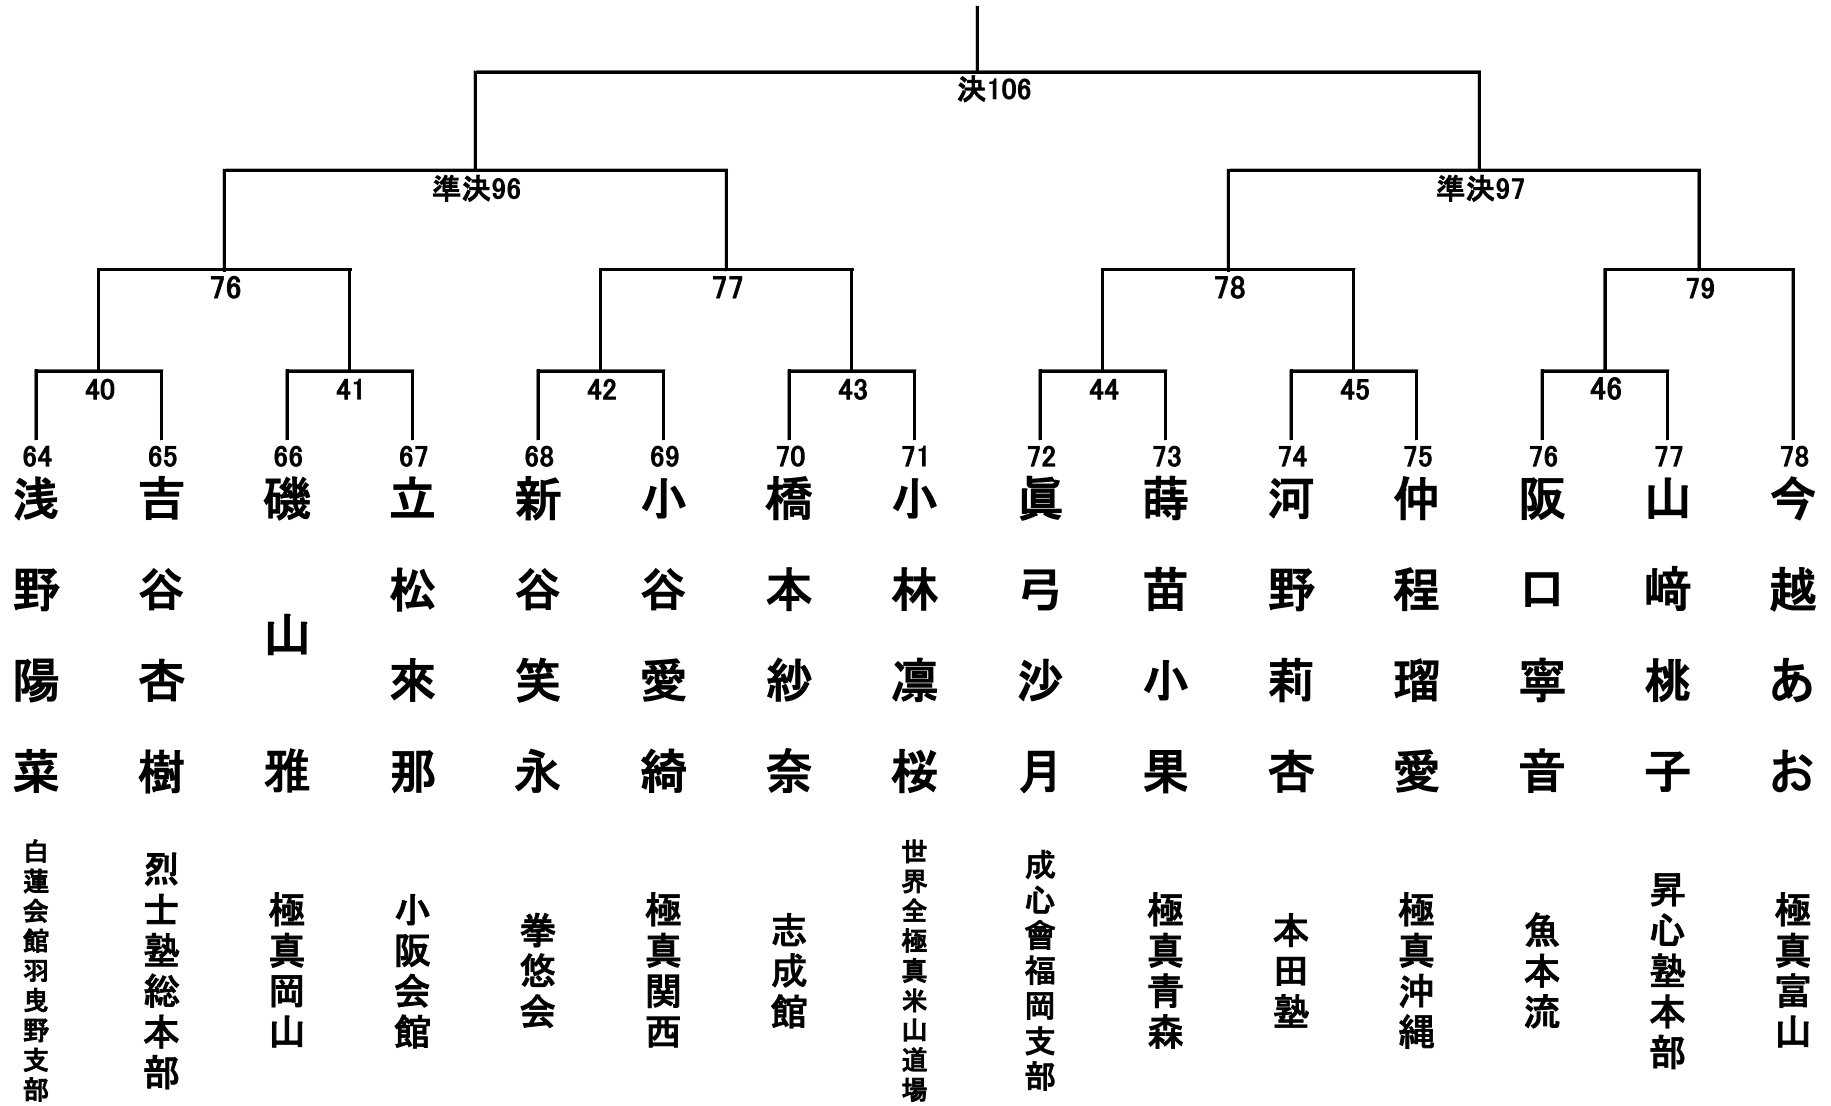 決106
準決96
準決97
76
77
78
79
40
41
42
43
44
45
46
64
65
66
67
68
69
70
71
72
73
74
75
76
77
78
浅野陽菜
吉谷杏樹
磯山雅
立松來那
新谷笑永
小谷愛綺
橋本紗奈
小林凛桜
眞弓沙月
蒔苗小果
河野莉杏
仲程瑠愛
阪口寧音
山﨑桃子
今越あお
白蓮会館羽曳野支部
烈士塾総本部
極真岡山
小阪会館
拳悠会
極真関西
志成館
世界全極真米山道場
成心會福岡支部
極真青森
本田塾
極真沖縄
魚本流
昇心塾本部
極真富山